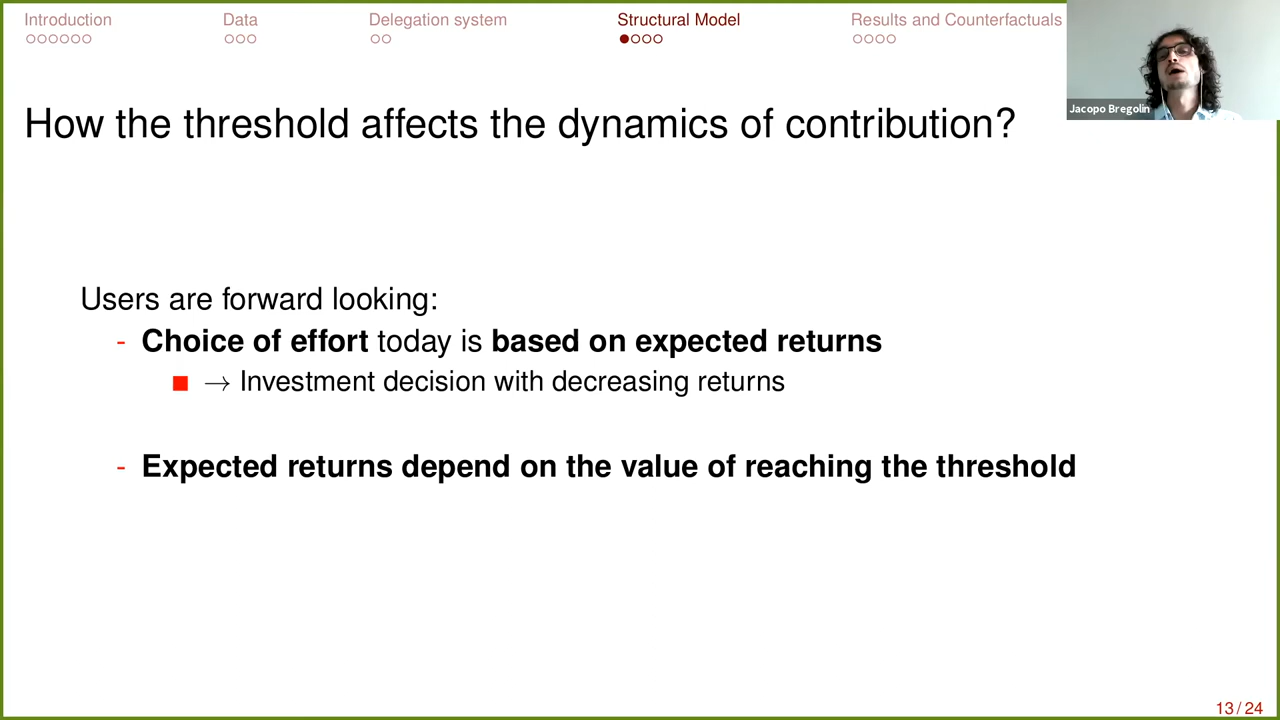 Introduction Data Delegation system Structural Model Results and Counterfactuals
Jacopo Bregolin
How the threshold affects the dynamics of contribution?
Users are forward looking:
- Choice of effort today is based on expected returns
→ Investment decision with decreasing returns
- Expected returns depend on the value of reaching the threshold
13 / 24